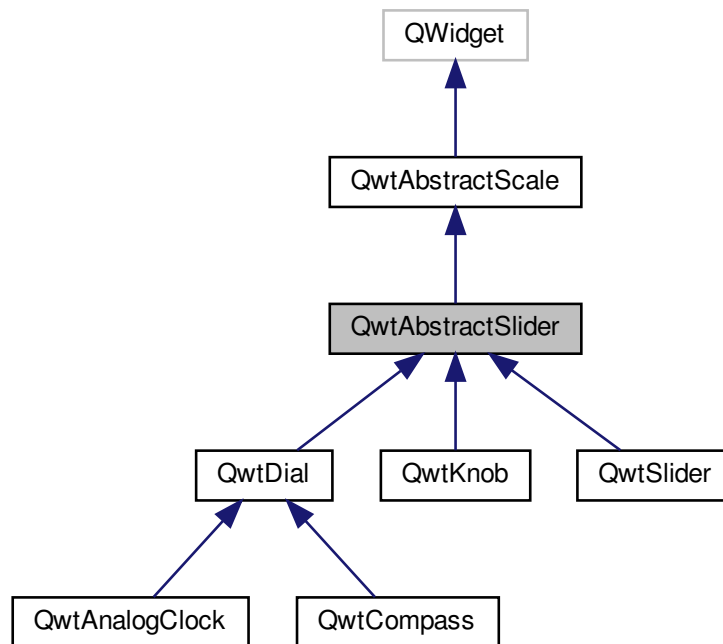 QWidget
QwtAbstractScale
QwtAbstractSlider
QwtDial
QwtKnob
QwtSlider
QwtAnalogClock
QwtCompass